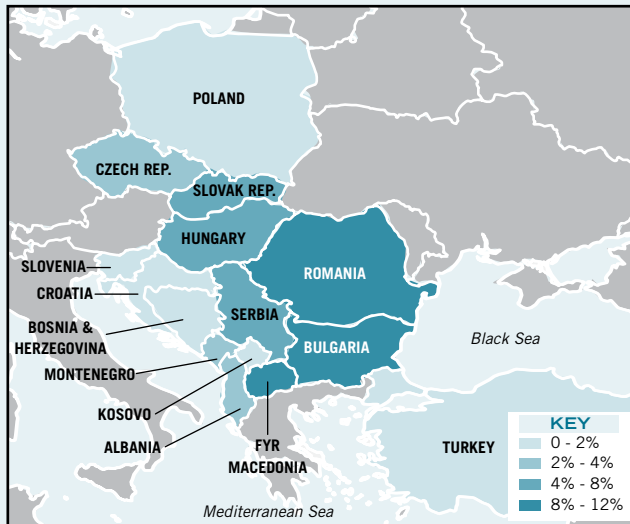 POLAND
CZECH REP.
SLOVAK REP.
HUNGARY
SLOVENIA
ROMANIA
CROATIA
SERBIA
BOSNIA &
HERZEGOVINA
Black Sea
BULGARIA
MONTENEGRO
KOSOVO
ALBANIA
FYR
MACEDONIA
TURKEY
Mediterranean Sea
KEY
0 - 2%
2% - 4%
4% - 8%
8% - 12%